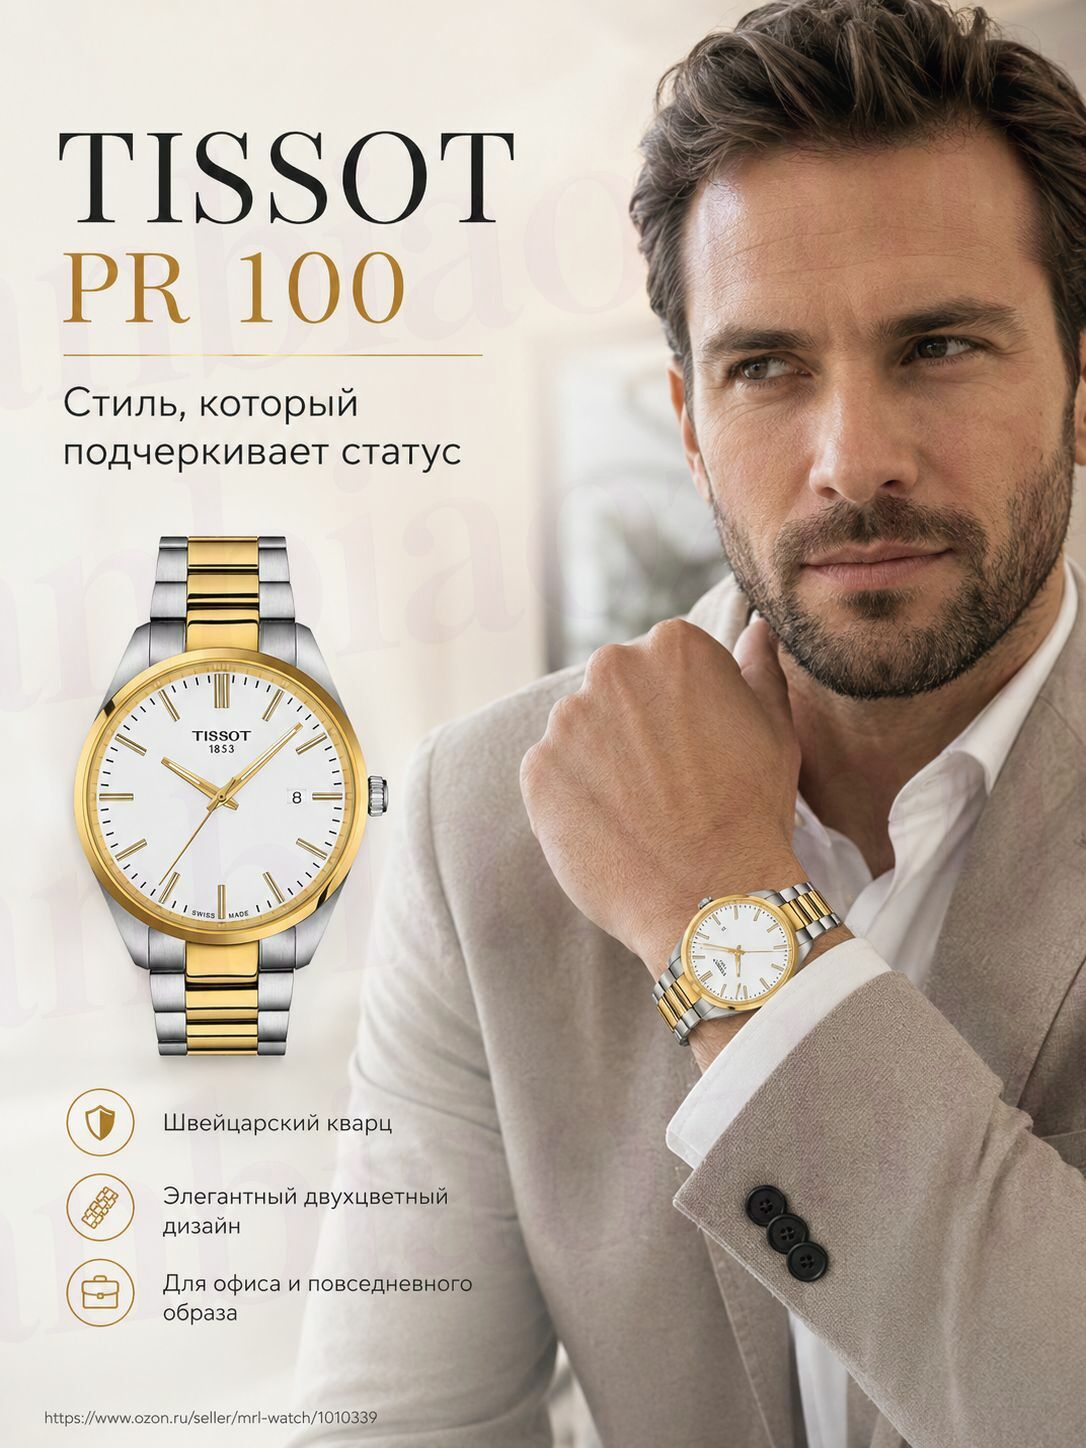 TISSOT
PR 100
Стиль, который
подчеркивает статус
TISSOT
1853
8
SWISS MADE
Швейцарский кварц
Элегантный двухцветный
дизайн
Для офиса и повседневного
образа
https://www.ozon.ru/seller/mrl-watch/1010339